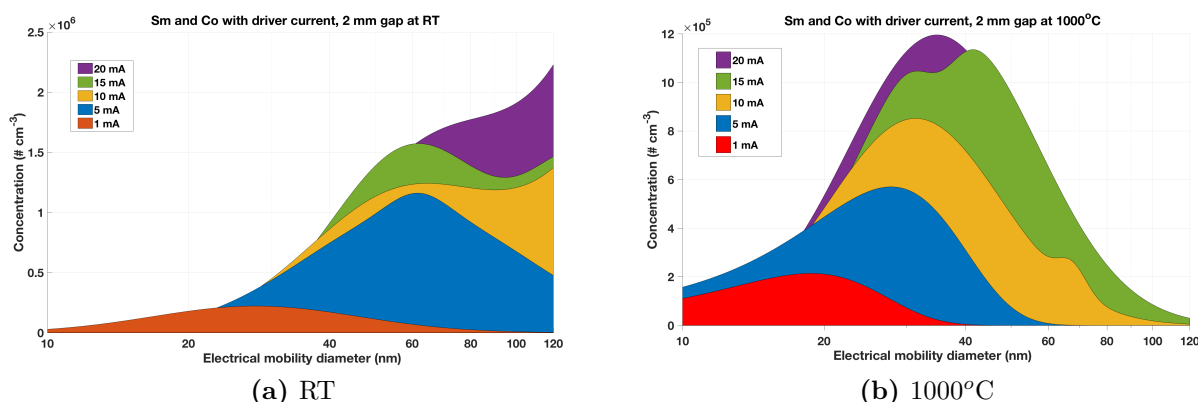 Sm and Co with driver current, 2 mm gap at RT
×10⁶
2.5
2
1.5
1
0.5
0
Concentration (# cm⁻³)
20 mA
15 mA
10 mA
5 mA
1 mA
10 20 40 60 80 100 120
Electrical mobility diameter (nm)
(a) RT
Sm and Co with driver current, 2 mm gap at 1000°C
×10⁵
12
10
8
6
4
2
0
Concentration (# cm⁻³)
20 mA
15 mA
10 mA
5 mA
1 mA
10 20 40 60 80 100 120
Electrical mobility diameter (nm)
(b) 1000°C